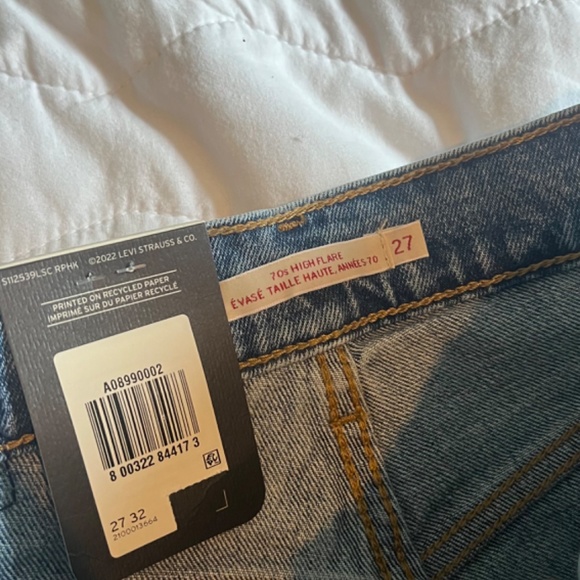 5112539LSC RPHK ©2022 LEVI STRAUSS & CO.
PRINTED ON RECYCLED PAPER
IMPRIMÉ SUR DU PAPIER RECYCLÉ
A08990002
8 00322 84417 3
27 32
2100013664
70s HIGH FLARE
ÉVASÉ TAILLE HAUTE, ANNÉES 70
27